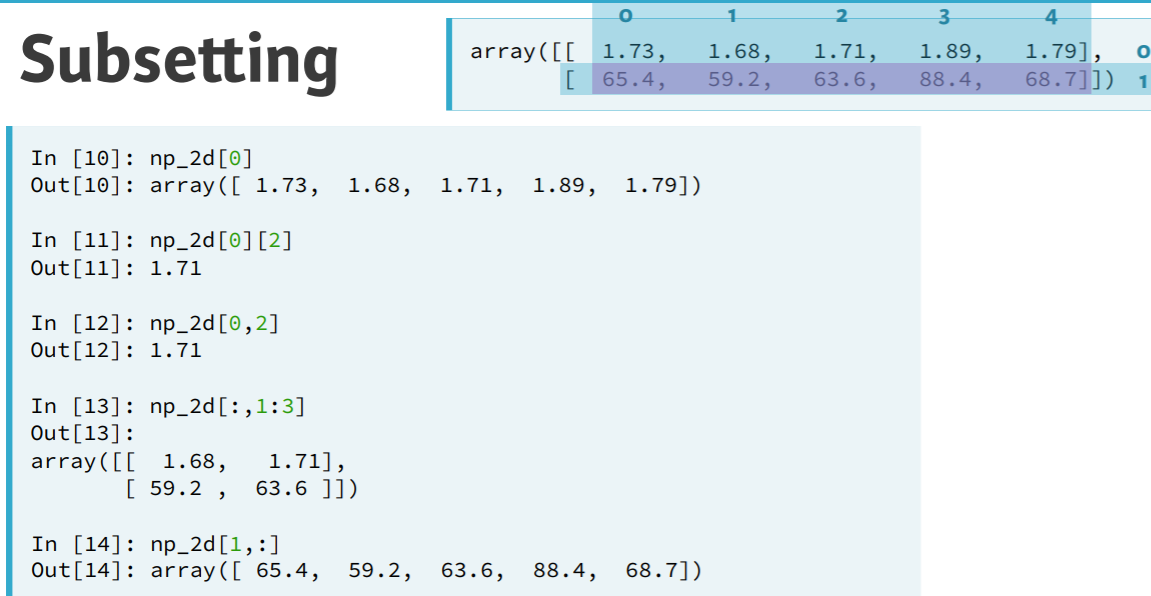 Subsetting
0 1 2 3 4
array([[ 1.73, 1.68, 1.71, 1.89, 1.79], 0
[ 65.4, 59.2, 63.6, 88.4, 68.7]]) 1
In [10]: np_2d[0]
Out[10]: array([ 1.73, 1.68, 1.71, 1.89, 1.79])
In [11]: np_2d[0][2]
Out[11]: 1.71
In [12]: np_2d[0,2]
Out[12]: 1.71
In [13]: np_2d[:,1:3]
Out[13]:
array([[ 1.68, 1.71],
[ 59.2 , 63.6 ]])
In [14]: np_2d[1,:]
Out[14]: array([ 65.4, 59.2, 63.6, 88.4, 68.7])